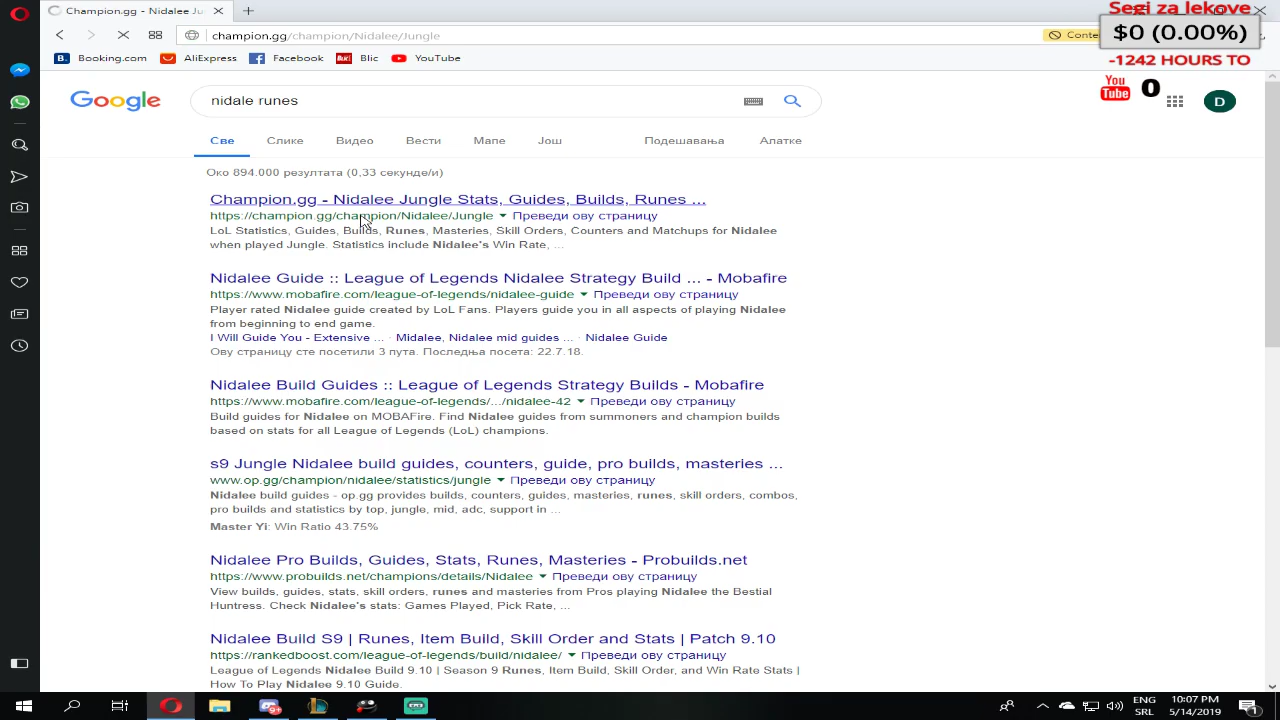 Champion.gg - Nidalee Ju
Segi za lekove
champion.gg/champion/Nidalee/Jungle
Conte
$0 (0.00%)
Booking.com
AliExpress
Facebook
Blic
YouTube
-1242 HOURS TO
Google
nidale runes
You Tube
0
D
Све
Слике
Видео
Вести
Мапе
Још
Подешавања
Алатке
Око 894.000 резултата (0,33 секунде/и)
Champion.gg - Nidalee Jungle Stats, Guides, Builds, Runes ...
https://champion.gg/champion/Nidalee/Jungle Преведи ову страницу
LoL Statistics, Guides, Builds, Runes, Masteries, Skill Orders, Counters and Matchups for Nidalee
when played Jungle. Statistics include Nidalee's Win Rate, ...
Nidalee Guide :: League of Legends Nidalee Strategy Build ... - Mobafire
https://www.mobafire.com/league-of-legends/nidalee-guide Преведи ову страницу
Player rated Nidalee guide created by LoL Fans. Players guide you in all aspects of playing Nidalee
from beginning to end game.
I Will Guide You - Extensive ... · Midalee, Nidalee mid guides ... · Nidalee Guide
Ову страницу сте посетили 3 пута. Последња посета: 22.7.18.
Nidalee Build Guides :: League of Legends Strategy Builds - Mobafire
https://www.mobafire.com/league-of-legends/.../nidalee-42 Преведи ову страницу
Build guides for Nidalee on MOBAFire. Find Nidalee guides from summoners and champion builds
based on stats for all League of Legends (LoL) champions.
s9 Jungle Nidalee build guides, counters, guide, pro builds, masteries ...
www.op.gg/champion/nidalee/statistics/jungle Преведи ову страницу
Nidalee build guides - op.gg provides builds, counters, guides, masteries, runes, skill orders, combos,
pro builds and statistics by top, jungle, mid, adc, support in ...
Master Yi: Win Ratio 43.75%
Nidalee Pro Builds, Guides, Stats, Runes, Masteries - Probuilds.net
https://www.probuilds.net/champions/details/Nidalee Преведи ову страницу
View builds, guides, stats, skill orders, runes and masteries from Pros playing Nidalee the Bestial
Huntress. Check Nidalee's stats: Games Played, Pick Rate, ...
Nidalee Build S9 | Runes, Item Build, Skill Order and Stats | Patch 9.10
https://rankedboost.com/league-of-legends/build/nidalee/ Преведи ову страницу
League of Legends Nidalee Build 9.10 | Season 9 Runes, Item Build, Skill Order, and Win Rate Stats |
How To Play Nidalee 9.10 Guide.
ENG
SRL
10:07 PM
5/14/2019